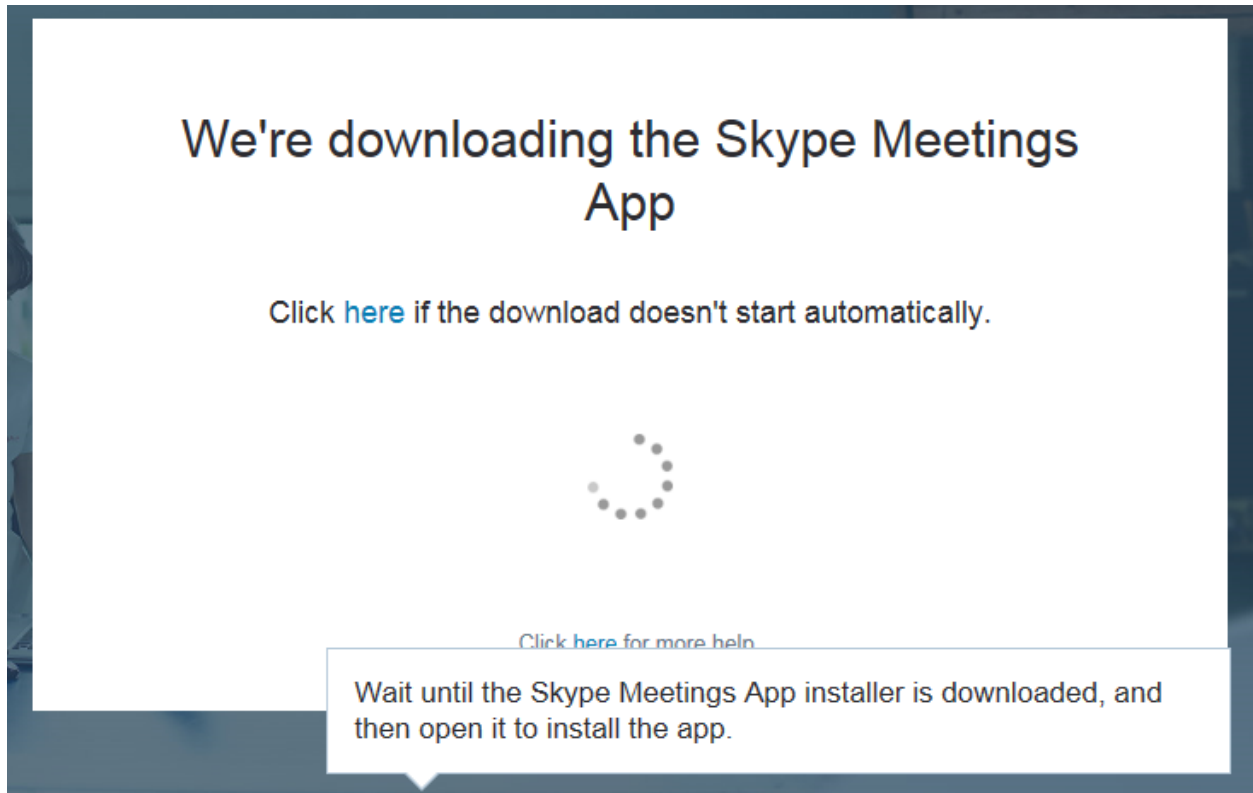 We're downloading the Skype Meetings
App
Click here if the download doesn't start automatically.
Click here for more help
Wait until the Skype Meetings App installer is downloaded, and
then open it to install the app.